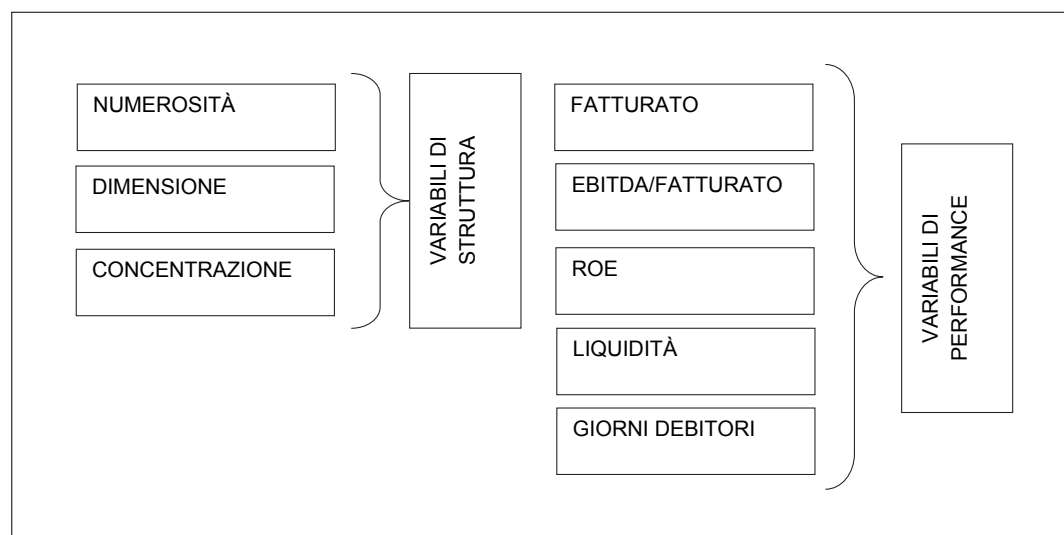 NUMEROSITÀ
DIMENSIONE
CONCENTRAZIONE
VARIABILI DI
STRUTTURA
FATTURATO
EBITDA/FATTURATO
ROE
LIQUIDITÀ
GIORNI DEBITORI
VARIABILI DI
PERFORMANCE